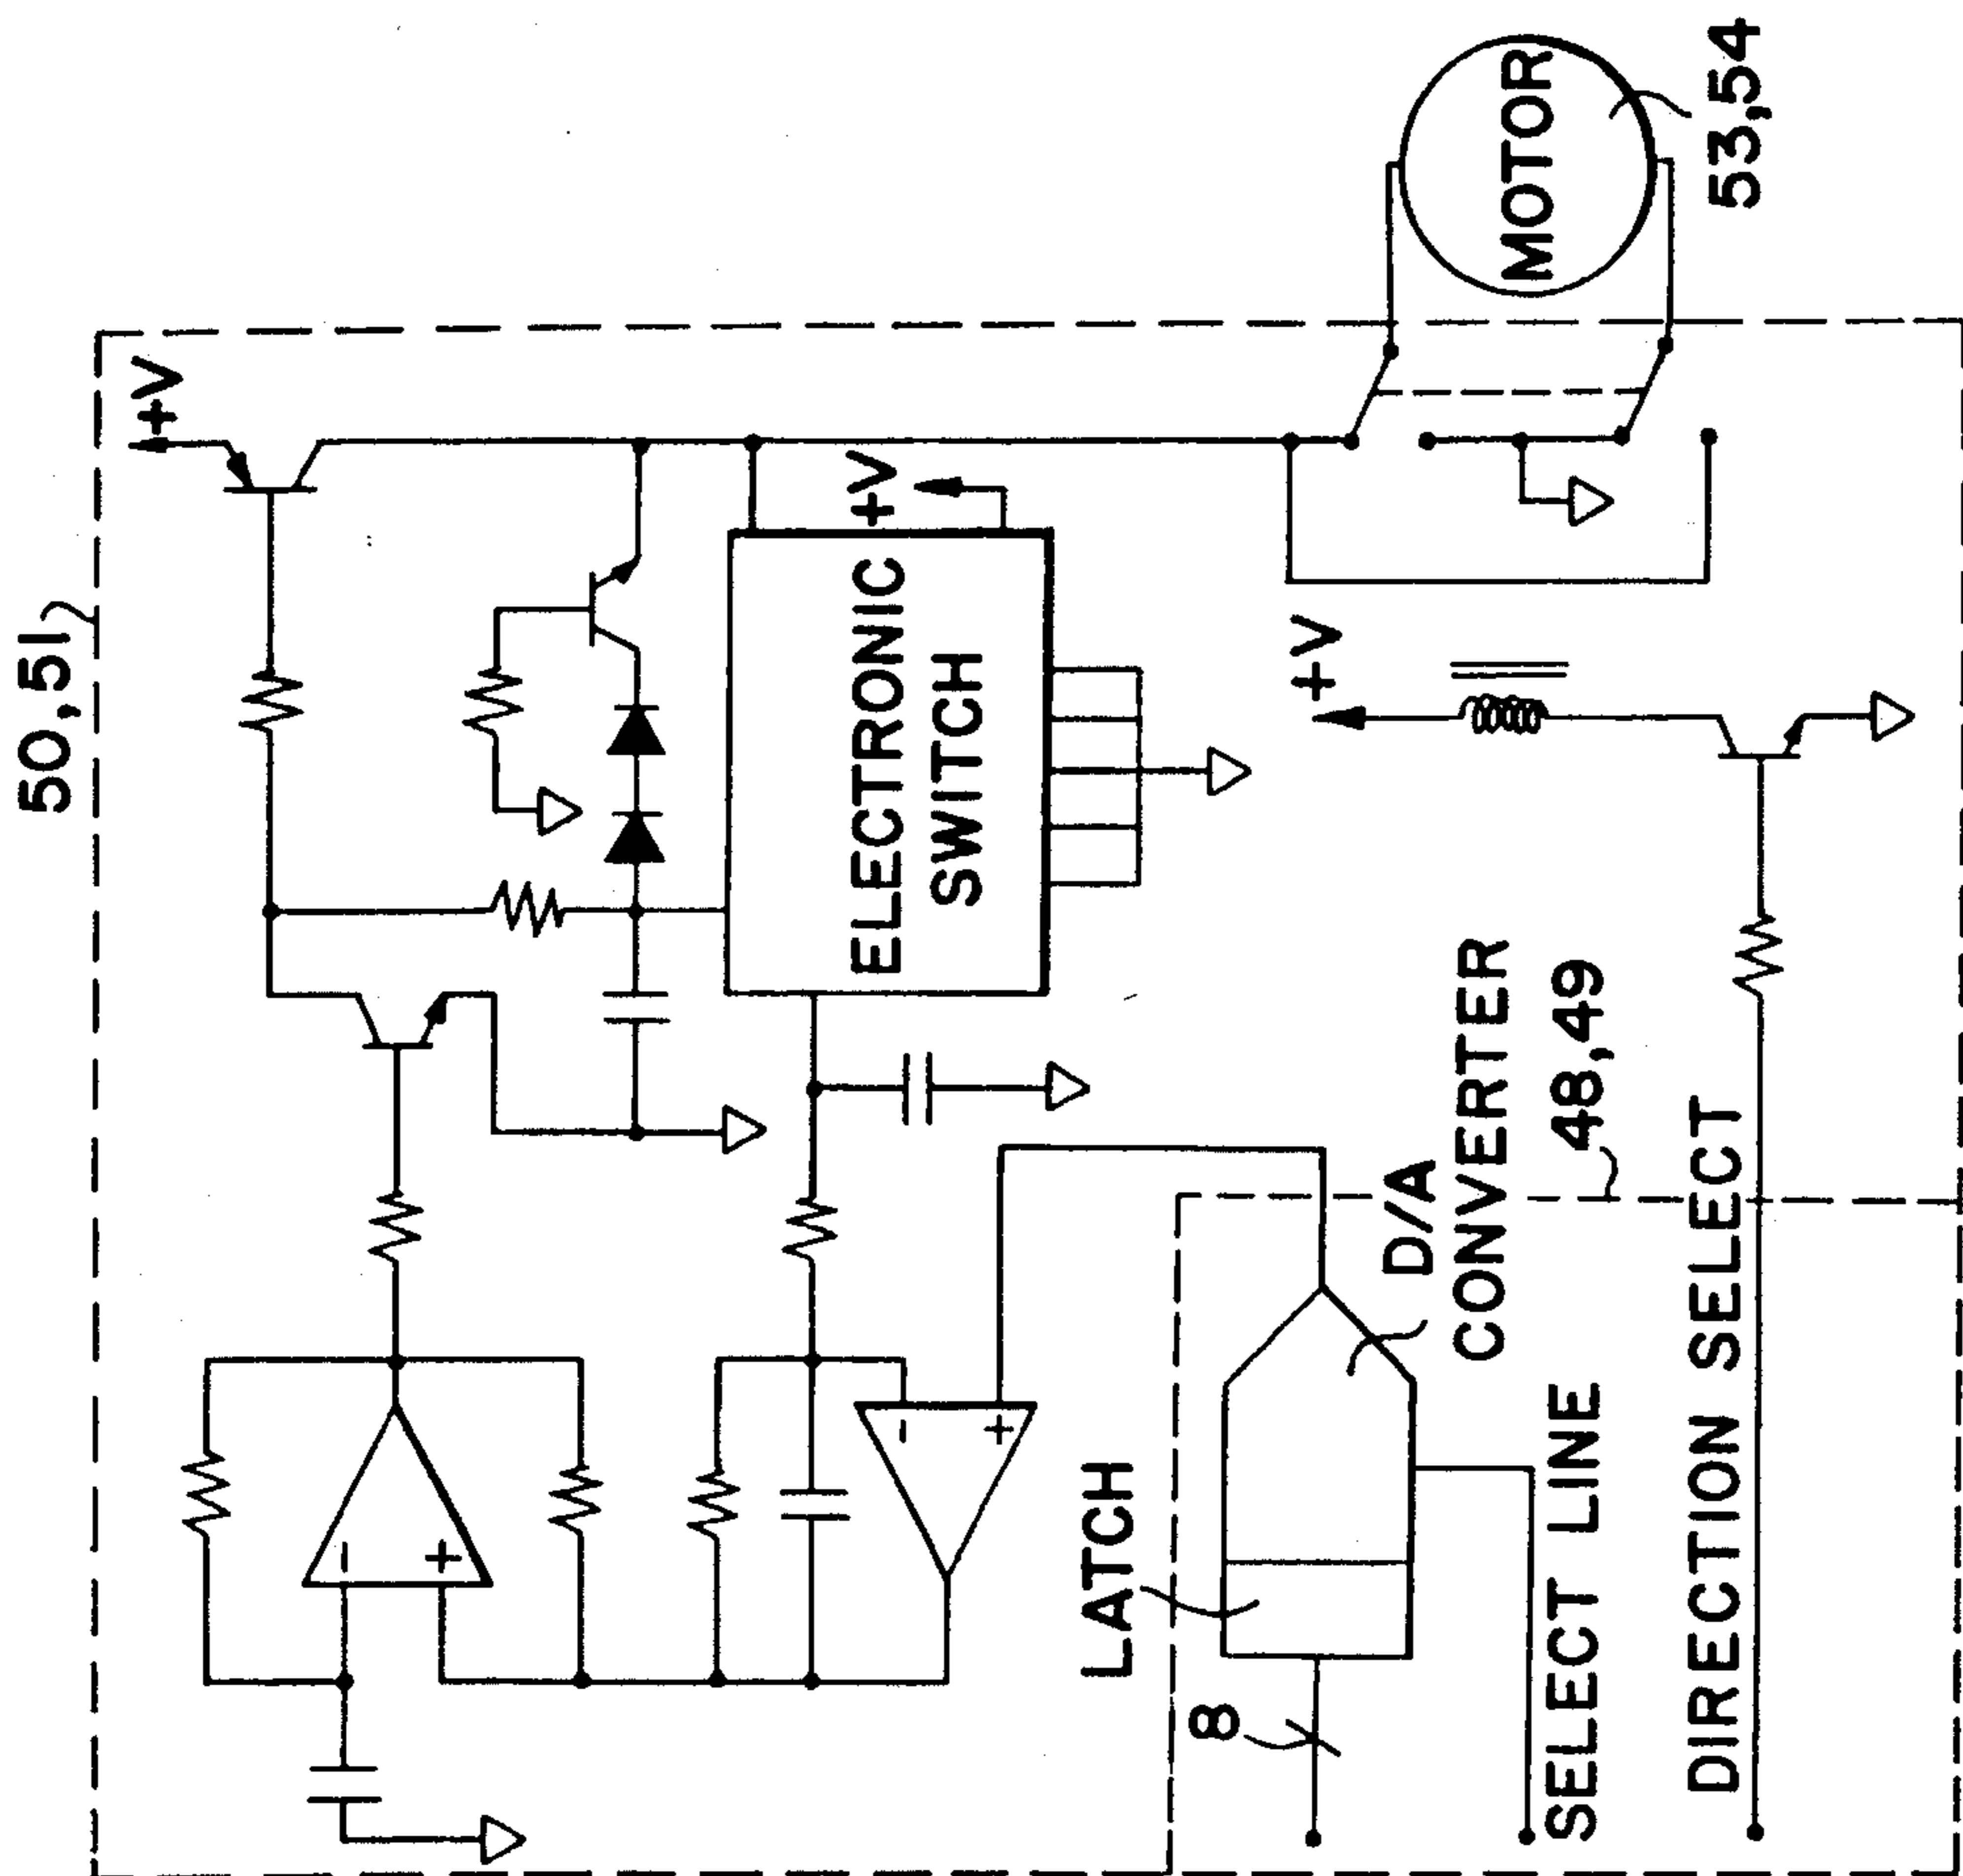 50,51
+V
+V
ELECTRONIC
SWITCH
+V
MOTOR
53,54
D/A
CONVERTER
48,49
LATCH
8
SELECT LINE
DIRECTION SELECT
-
+
-
+